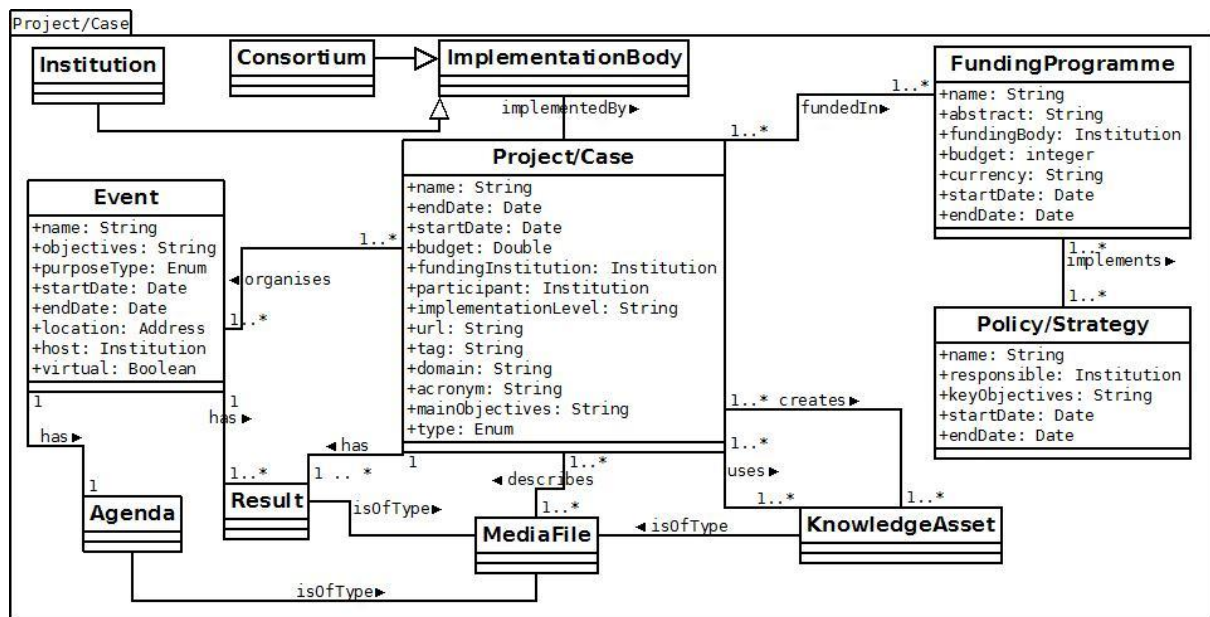 Project/Case
Institution
Consortium
ImplementationBody
implementedBy►
1..*
fundedIn►
1..*
FundingProgramme
+name: String
+abstract: String
+fundingBody: Institution
+budget: integer
+currency: String
+startDate: Date
+endDate: Date
Project/Case
+name: String
+endDate: Date
+startDate: Date
+budget: Double
+fundingInstitution: Institution
+participant: Institution
+implementationLevel: String
+url: String
+tag: String
+domain: String
+acronym: String
+mainObjectives: String
+type: Enum
Event
+name: String
+objectives: String
+purposeType: Enum
+startDate: Date
+endDate: Date
+location: Address
+host: Institution
+virtual: Boolean
1..*
◄organises
1..*
1..*
implements►
1..*
Policy/Strategy
+name: String
+responsible: Institution
+keyObjectives: String
+startDate: Date
+endDate: Date
1
1
has►
has►
◄ has
1
1 .. *
1..*
1..* creates►
1..*
uses►
1..*
1..*
1..*
◄ describes
1..*
1
Agenda
Result
isOfType►
MediaFile
◄ isOfType
KnowledgeAsset
isOfType►